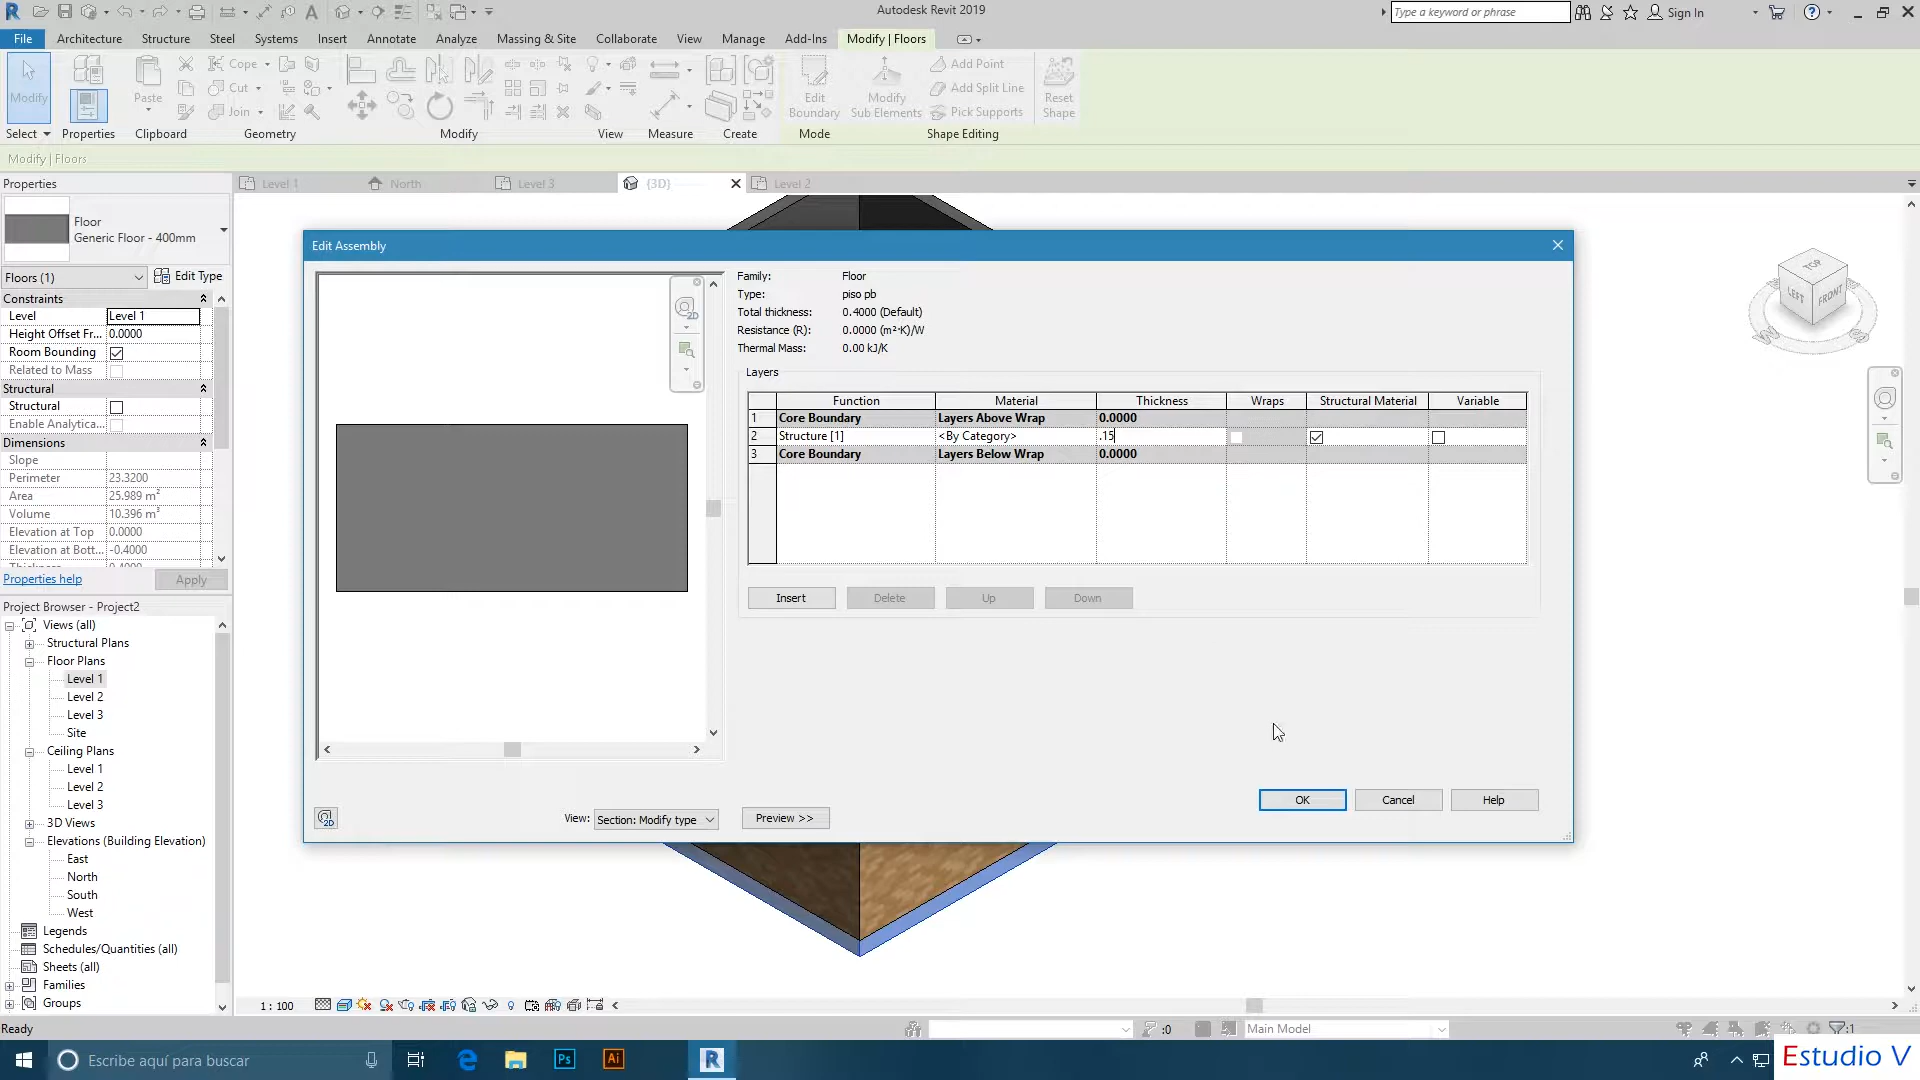 Autodesk Revit 2019
Type a keyword or phrase
Sign In
File Architecture Structure Steel Systems Insert Annotate Analyze Massing & Site Collaborate View Manage Add-Ins Modify | Floors
Modify
Paste
Cope
Cut
Join
Edit Boundary
Modify Sub Elements
Add Point
Add Split Line
Pick Supports
Reset Shape
Select Properties Clipboard Geometry Modify View Measure Create Mode Shape Editing
Modify | Floors
Properties
Level 1 North Level 3 {3D} Level 2
Floor
Generic Floor - 400mm
Floors (1) Edit Type
Constraints
Level Level 1
Height Offset Fr... 0.0000
Room Bounding
Related to Mass
Structural
Structural
Enable Analytica...
Dimensions
Slope
Perimeter 23.3200
Area 25.989 m²
Volume 10.396 m³
Elevation at Top 0.0000
Elevation at Bott... -0.4000
Thickness 0.4000
Properties help Apply
Project Browser - Project2
Views (all)
Structural Plans
Floor Plans
Level 1
Level 2
Level 3
Site
Ceiling Plans
Level 1
Level 2
Level 3
3D Views
Elevations (Building Elevation)
East
North
South
West
Legends
Schedules/Quantities (all)
Sheets (all)
Families
Groups
Edit Assembly
Family: Floor
Type: piso pb
Total thickness: 0.4000 (Default)
Resistance (R): 0.0000 (m²·K)/W
Thermal Mass: 0.00 kJ/K
Layers
Function Material Thickness Wraps Structural Material Variable
1 Core Boundary Layers Above Wrap 0.0000
2 Structure [1] <By Category> .15
3 Core Boundary Layers Below Wrap 0.0000
Insert Delete Up Down
OK Cancel Help
View: Section: Modify type Preview >>
2D
2D
TOP
LEFT FRONT
1 : 100
Ready
:0
Main Model
:1
Escribe aquí para buscar
Ps
Ai
R
Estudio V